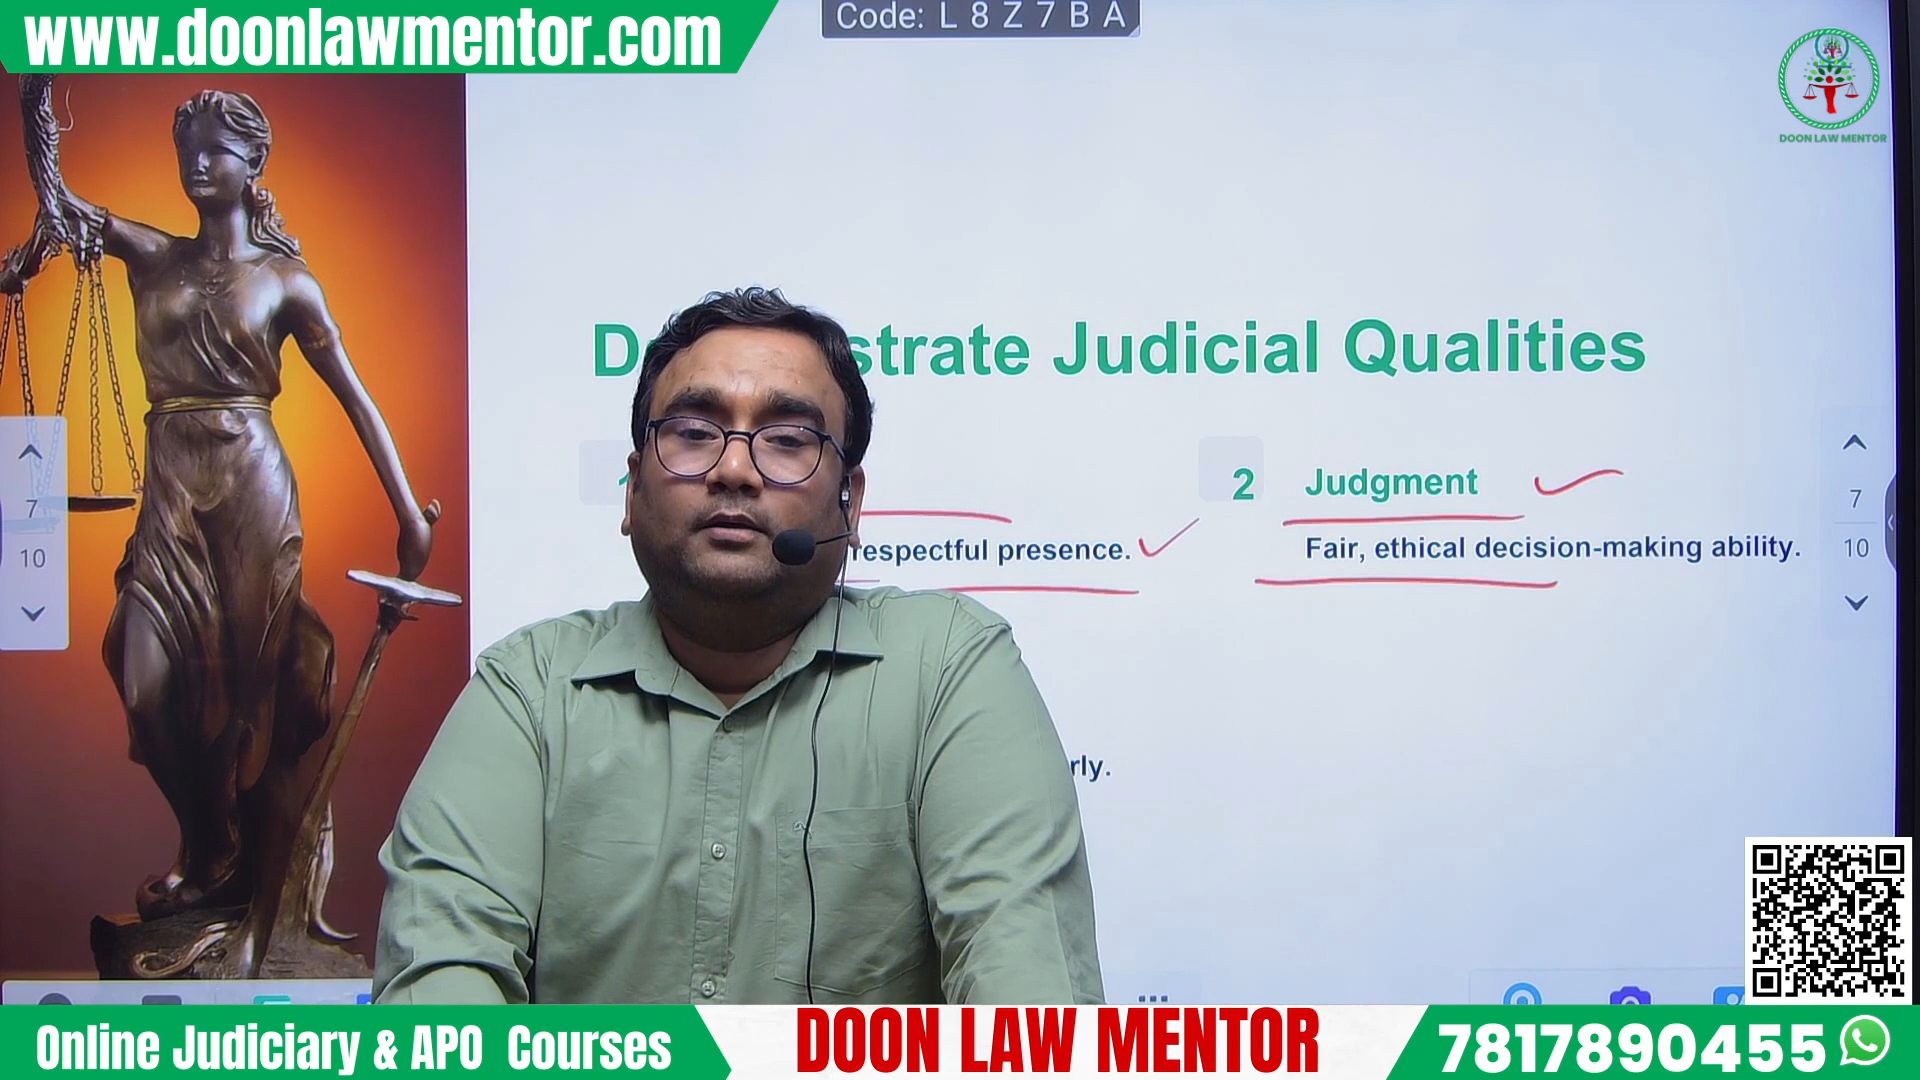 www.doonlawmentor.com
Code: L 8 Z 7 B A
DOON LAW MENTOR
strate Judicial Qualities
2 Judgment
respectful presence.
Fair, ethical decision-making ability.
7
10
7
10
rly.
Online Judiciary & APO Courses
DOON LAW MENTOR
7817890455